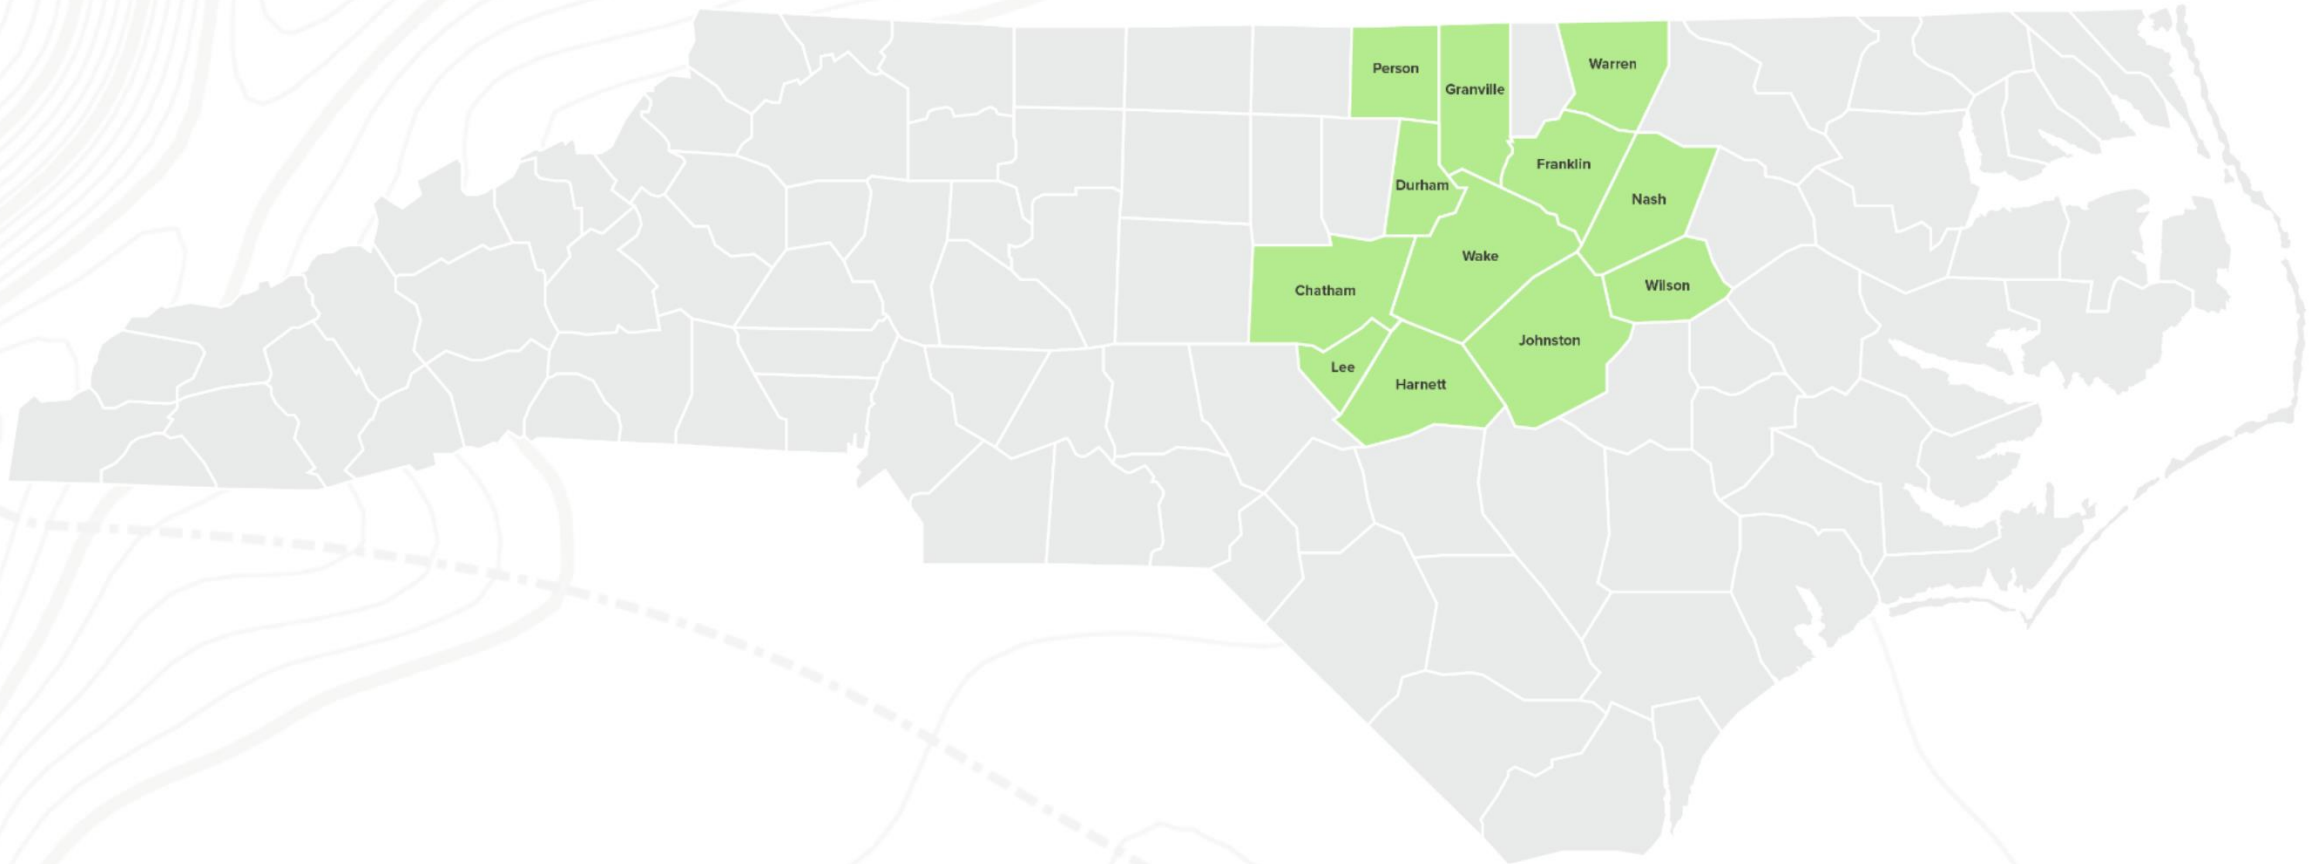 Person
Granville
Warren
Franklin
Durham
Nash
Wake
Chatham
Wilson
Johnston
Lee
Harnett